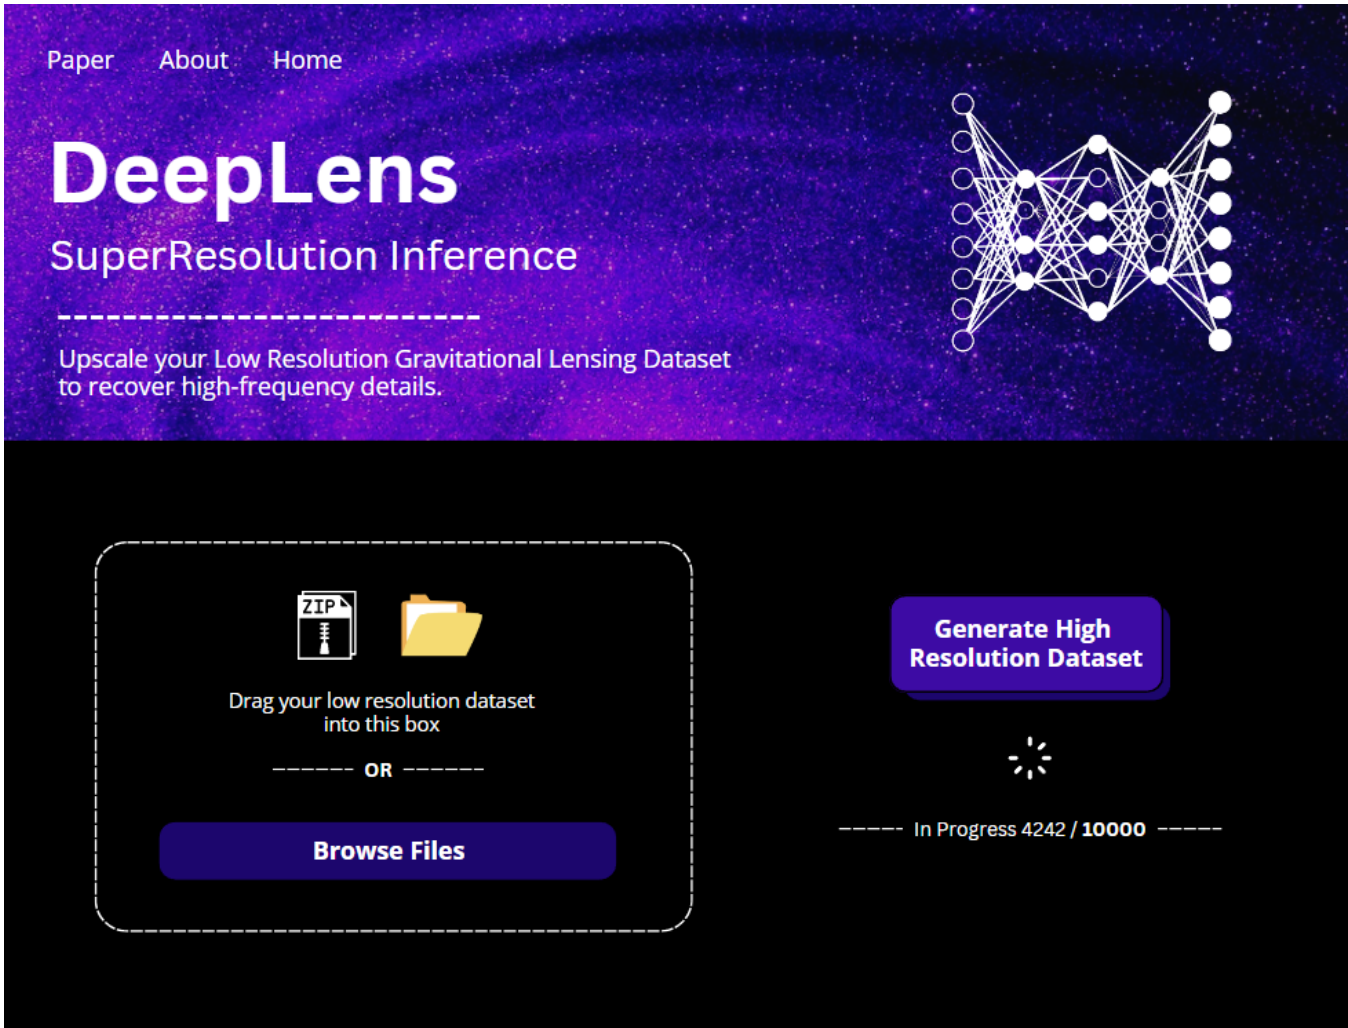 Paper About Home
DeepLens
SuperResolution Inference
Upscale your Low Resolution Gravitational Lensing Dataset
to recover high-frequency details.
ZIP
Drag your low resolution dataset
into this box
OR
Browse Files
Generate High
Resolution Dataset
In Progress 4242 / 10000